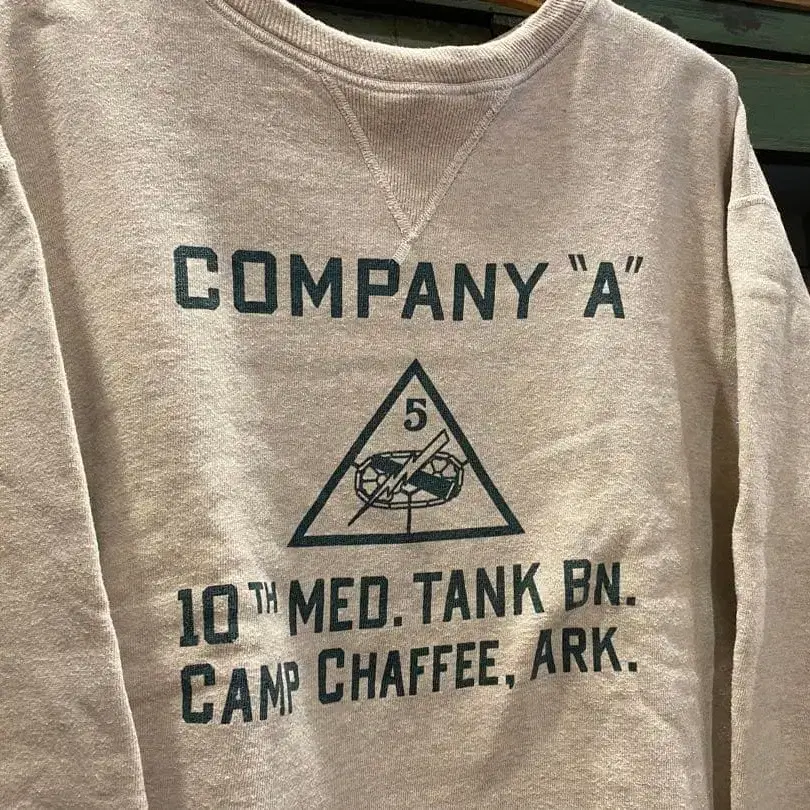 COMPANY "A"
5
10TH MED. TANK BN.
CAMP CHAFFEE, ARK.